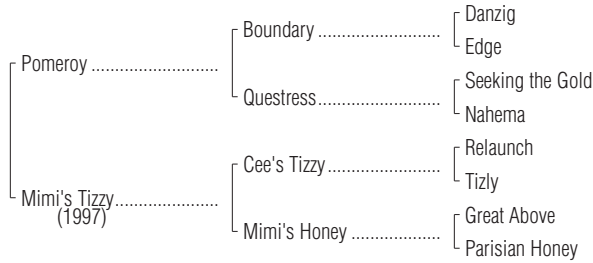 Danzig
Boundary
Edge
Pomeroy
Seeking the Gold
Questress
Nahema
Relaunch
Cee's Tizzy
Tizly
Mimi's Tizzy
(1997)
Great Above
Mimi's Honey
Parisian Honey